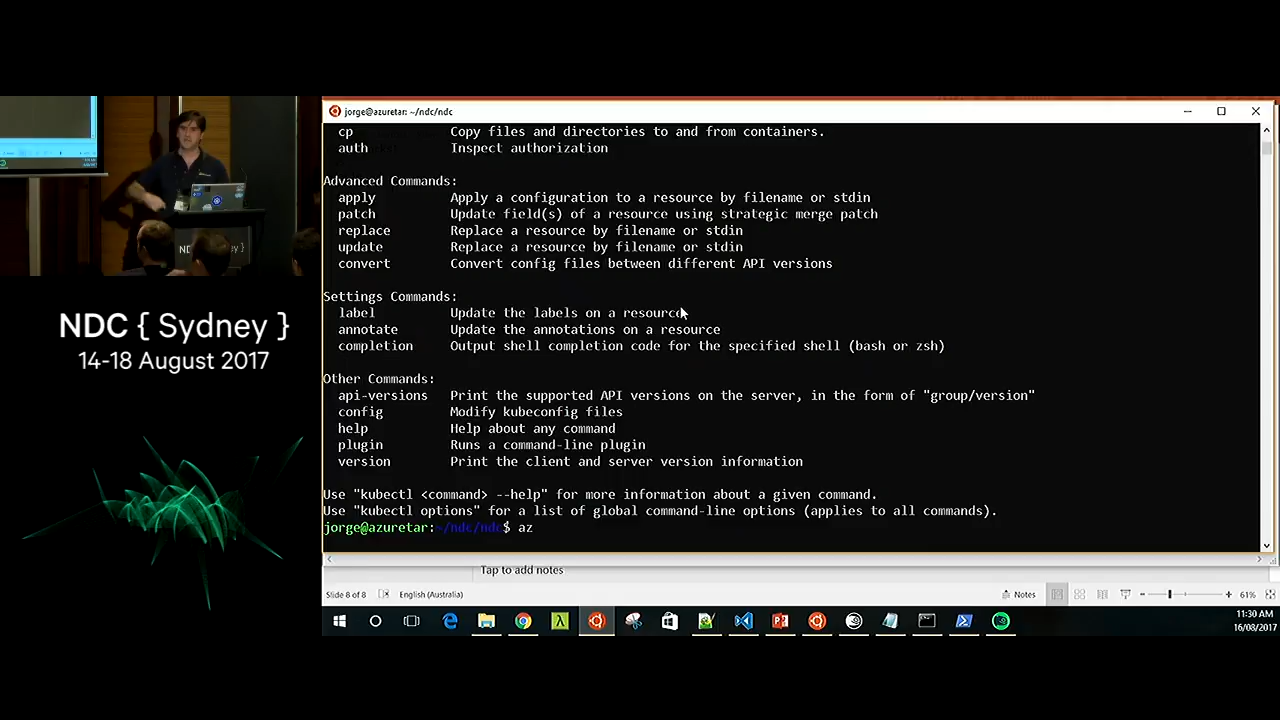 jorge@azuretar: ~/ndc/ndc
cp Copy files and directories to and from containers.
auth Inspect authorization
Advanced Commands:
apply Apply a configuration to a resource by filename or stdin
patch Update field(s) of a resource using strategic merge patch
replace Replace a resource by filename or stdin
update Replace a resource by filename or stdin
convert Convert config files between different API versions
Settings Commands:
label Update the labels on a resource
annotate Update the annotations on a resource
completion Output shell completion code for the specified shell (bash or zsh)
Other Commands:
api-versions Print the supported API versions on the server, in the form of "group/version"
config Modify kubeconfig files
help Help about any command
plugin Runs a command-line plugin
version Print the client and server version information
Use "kubectl <command> --help" for more information about a given command.
Use "kubectl options" for a list of global command-line options (applies to all commands).
jorge@azuretar:~/ndc/ndc$ az
Tap to add notes
Slide 8 of 8 English (Australia) Notes 61%
11:30 AM
16/08/2017
NDC { Sydney }
14-18 August 2017